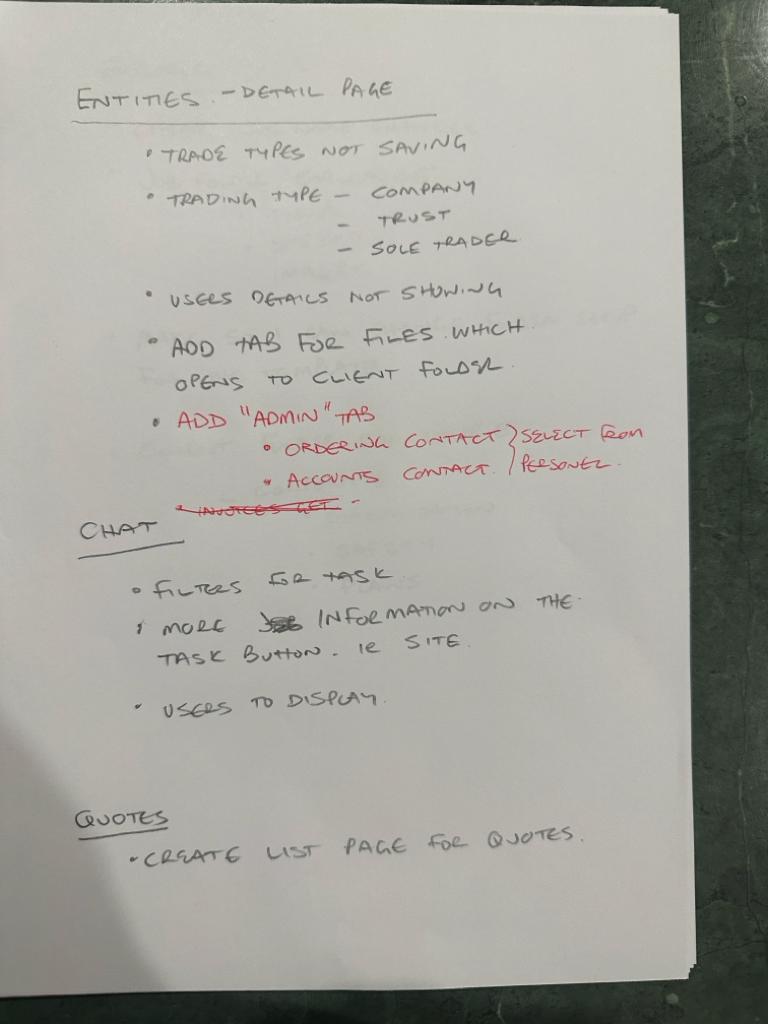 ENTITIES. - DETAIL PAGE
• TRADE TYPES NOT SAVING
• TRADING TYPE - COMPANY
- TRUST
- SOLE TRADER
• USERS DETAILS NOT SHOWING
• ADD TAB FOR FILES WHICH
OPENS TO CLIENT FOLDER.
• ADD "ADMIN" TAB
• ORDERING CONTACT } SELECT FROM
• ACCOUNTS CONTACT. } PERSONEL.
• INVOICES GET -
CHAT
• FILTERS FOR TASK
• MORE INFORMATION ON THE
TASK BUTTON. IE SITE.
• USERS TO DISPLAY.
QUOTES
• CREATE LIST PAGE FOR QUOTES.